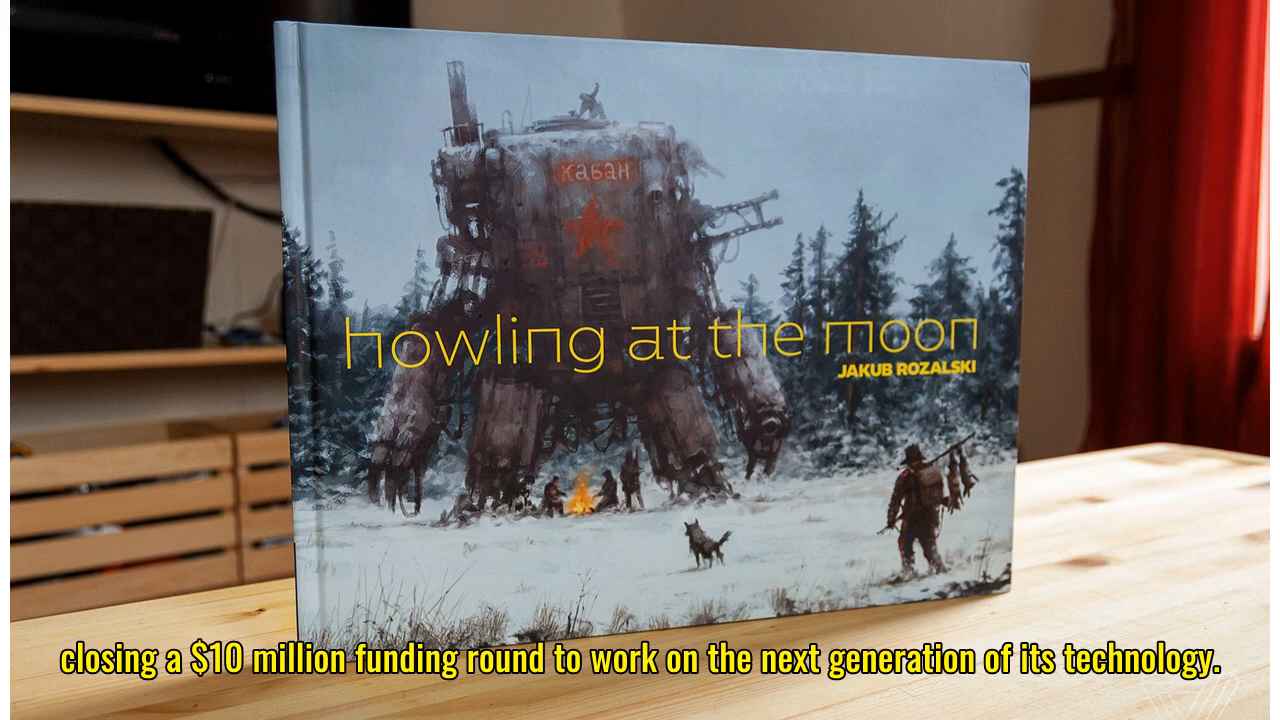 кабан
howling at the moon
JAKUB ROZALSKI
closing a $10 million funding round to work on the next generation of its technology.